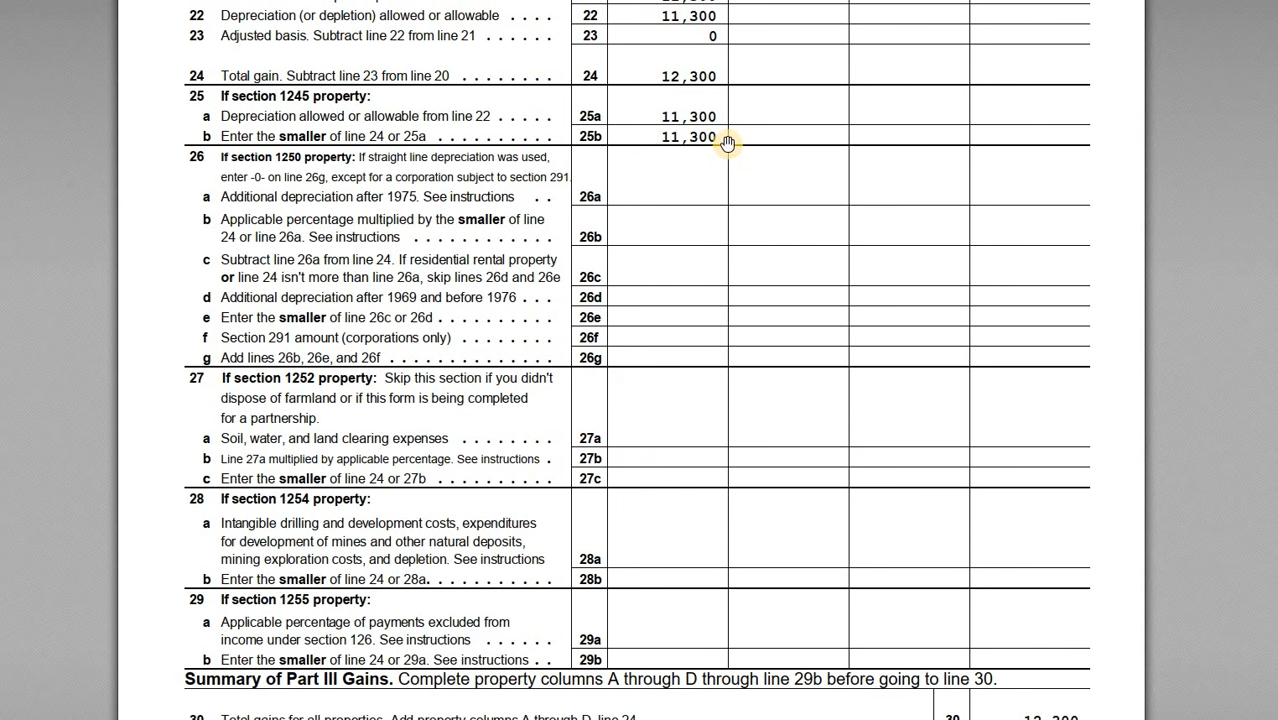 22 Depreciation (or depletion) allowed or allowable . . . . 22 11,300
23 Adjusted basis. Subtract line 22 from line 21 . . . . . . 23 0
24 Total gain. Subtract line 23 from line 20 . . . . . . . . 24 12,300
25 If section 1245 property:
a Depreciation allowed or allowable from line 22 . . . . . 25a 11,300
b Enter the smaller of line 24 or 25a . . . . . . . . . . 25b 11,300
26 If section 1250 property: If straight line depreciation was used,
enter -0- on line 26g, except for a corporation subject to section 291.
a Additional depreciation after 1975. See instructions . . 26a
b Applicable percentage multiplied by the smaller of line
24 or line 26a. See instructions . . . . . . . . . . . . 26b
c Subtract line 26a from line 24. If residential rental property
or line 24 isn't more than line 26a, skip lines 26d and 26e 26c
d Additional depreciation after 1969 and before 1976 . . . 26d
e Enter the smaller of line 26c or 26d . . . . . . . . . . 26e
f Section 291 amount (corporations only) . . . . . . . . 26f
g Add lines 26b, 26e, and 26f . . . . . . . . . . . . . . 26g
27 If section 1252 property: Skip this section if you didn't
dispose of farmland or if this form is being completed
for a partnership.
a Soil, water, and land clearing expenses . . . . . . . . 27a
b Line 27a multiplied by applicable percentage. See instructions . 27b
c Enter the smaller of line 24 or 27b . . . . . . . . . . 27c
28 If section 1254 property:
a Intangible drilling and development costs, expenditures
for development of mines and other natural deposits,
mining exploration costs, and depletion. See instructions 28a
b Enter the smaller of line 24 or 28a. . . . . . . . . . . 28b
29 If section 1255 property:
a Applicable percentage of payments excluded from
income under section 126. See instructions . . . . . . 29a
b Enter the smaller of line 24 or 29a. See instructions . . 29b
Summary of Part III Gains. Complete property columns A through D through line 29b before going to line 30.
30 Total gains for all properties. Add property columns A through D, line 24 30 12,300